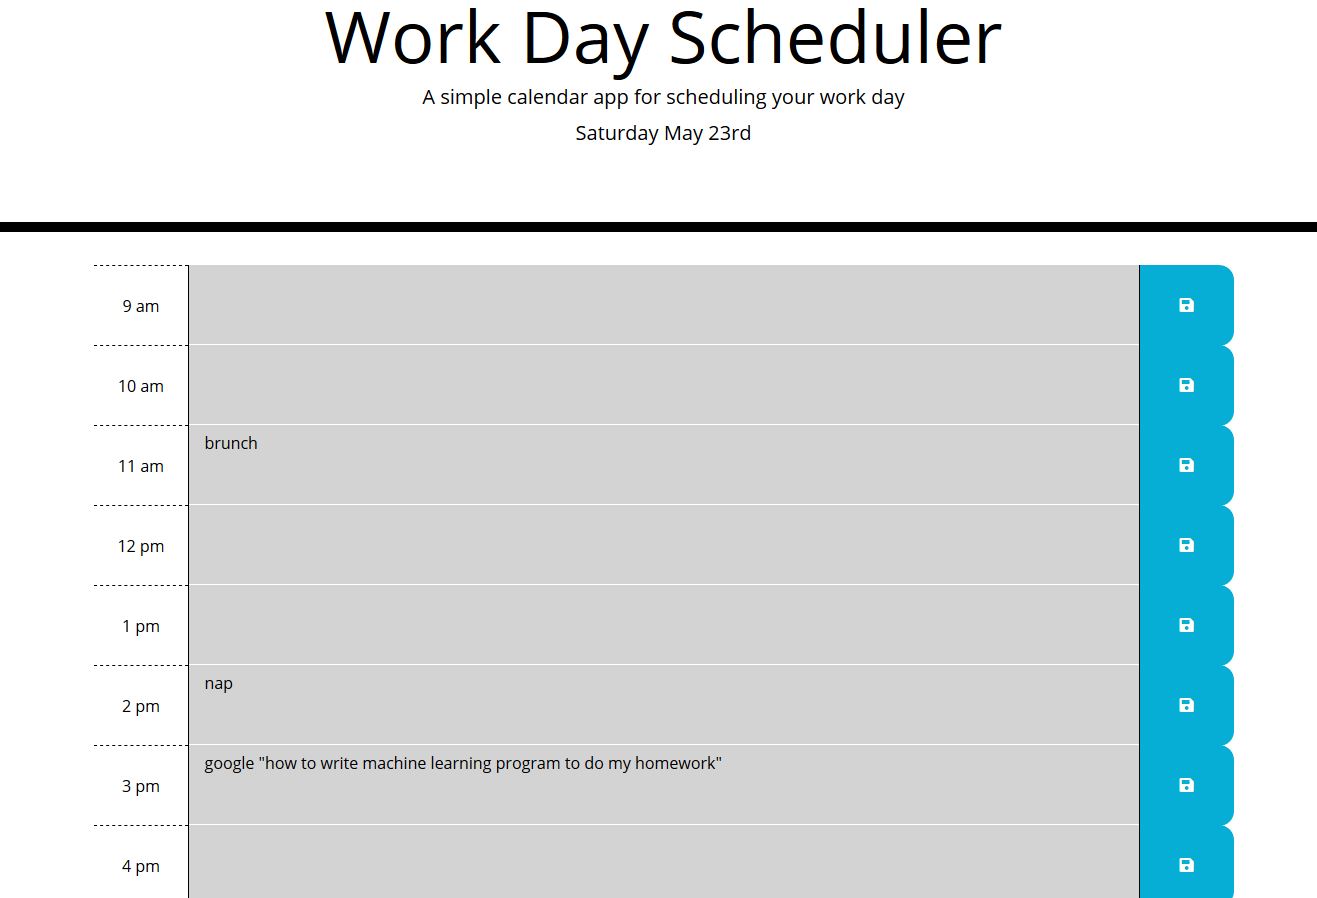 Work Day Scheduler
A simple calendar app for scheduling your work day
Saturday May 23rd
9 am
10 am
brunch
11 am
12 pm
1 pm
nap
2 pm
google "how to write machine learning program to do my homework"
3 pm
4 pm